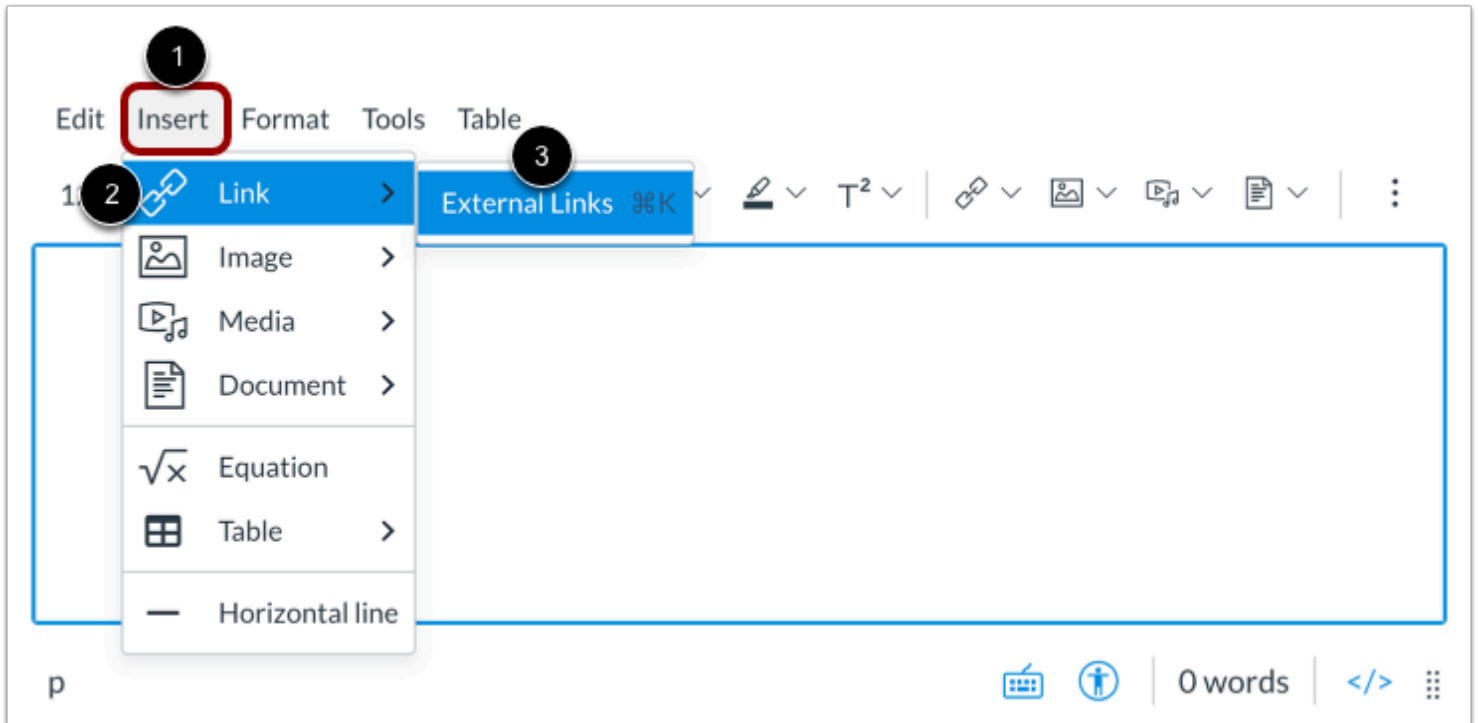 1
Edit Insert Format Tools Table
3
2 Link External Links ⌘K T²
Image
Media
Document
√x Equation
Table
Horizontal line
p 0 words </>